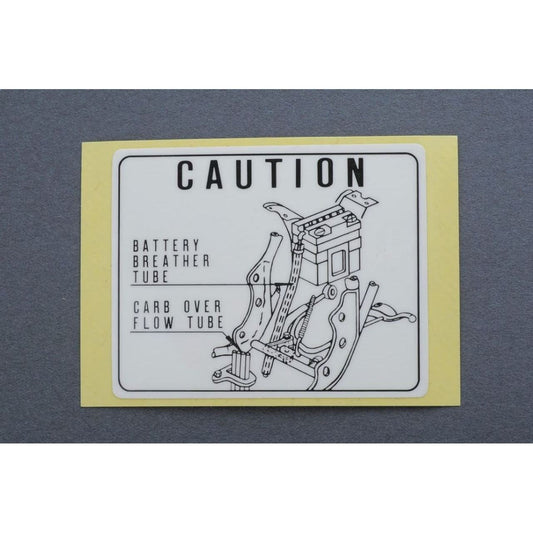 CAUTION
BATTERY
BREATHER
TUBE
CARB OVER
FLOW TUBE